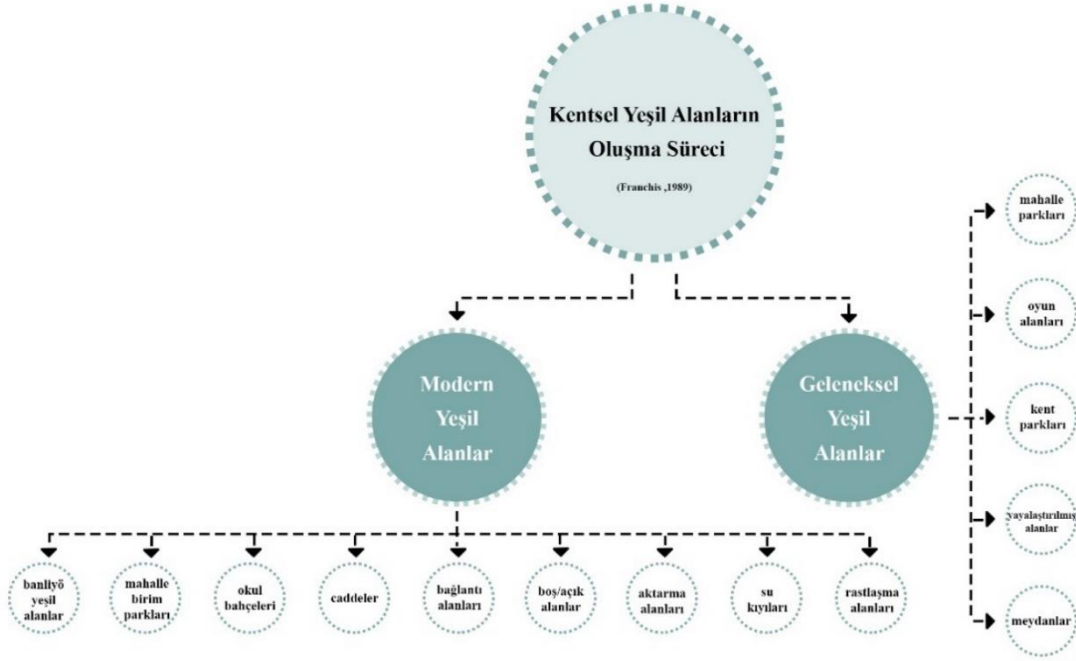 Kentsel Yeşil Alanların
Oluşma Süreci
(Franchis ,1989)
Modern
Yeşil
Alanlar
Geleneksel
Yeşil
Alanlar
mahalle
parkları
oyun
alanları
kent
parkları
yayalaştırılmış
alanlar
meydanlar
banliyö
yeşil
alanlar
mahalle
birim
parkları
okul
bahçeleri
caddeler
bağlantı
alanları
boş/açık
alanlar
aktarma
alanları
su
kıyıları
rastlaşma
alanları